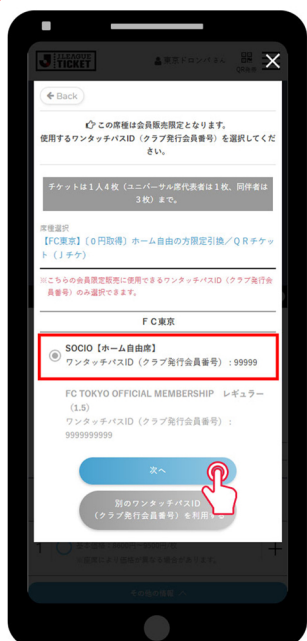 J.LEAGUE
TICKET
東京ドロンパさん
QR発券
← Back
この席種は会員販売限定となります。
使用するワンタッチパスID（クラブ発行会員番号）を選択してくだ
さい。
チケットは1人4枚（ユニバーサル席代表者は1枚、同伴者は
3枚）まで。
席種選択
【FC東京】〔0円取得〕ホーム自由の方限定引換／QRチケッ
ト（Jチケ）
※こちらの会員限定販売に使用できるワンタッチパスID（クラブ発行会
員番号）のみ選択できます。
ＦＣ東京
SOCIO【ホーム自由席】
ワンタッチパスID（クラブ発行会員番号）：99999
FC TOKYO OFFICIAL MEMBERSHIP レギュラー
（1.5）
ワンタッチパスID（クラブ発行会員番号）：
9999999999
次へ
別のワンタッチパスID
（クラブ発行会員番号）を利用する
その他の情報